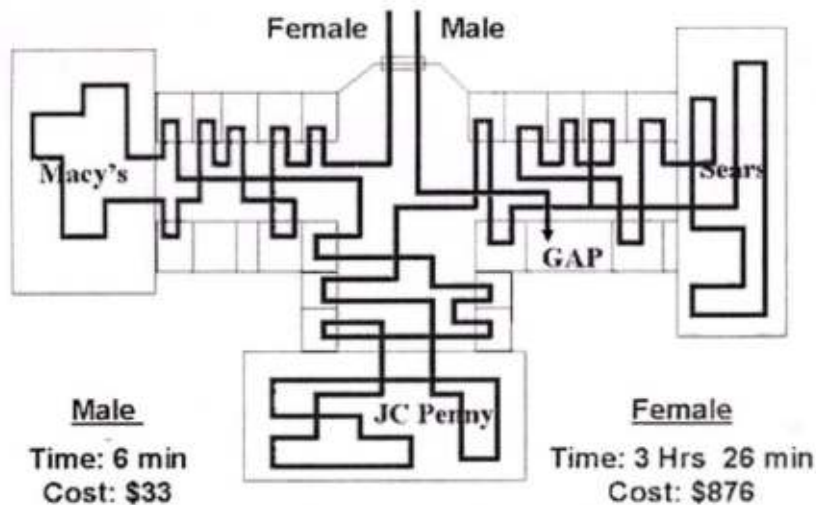 Female Male
Macy's
Sears
GAP
JC Penny
Male
Time: 6 min
Cost: $33
Female
Time: 3 Hrs 26 min
Cost: $876